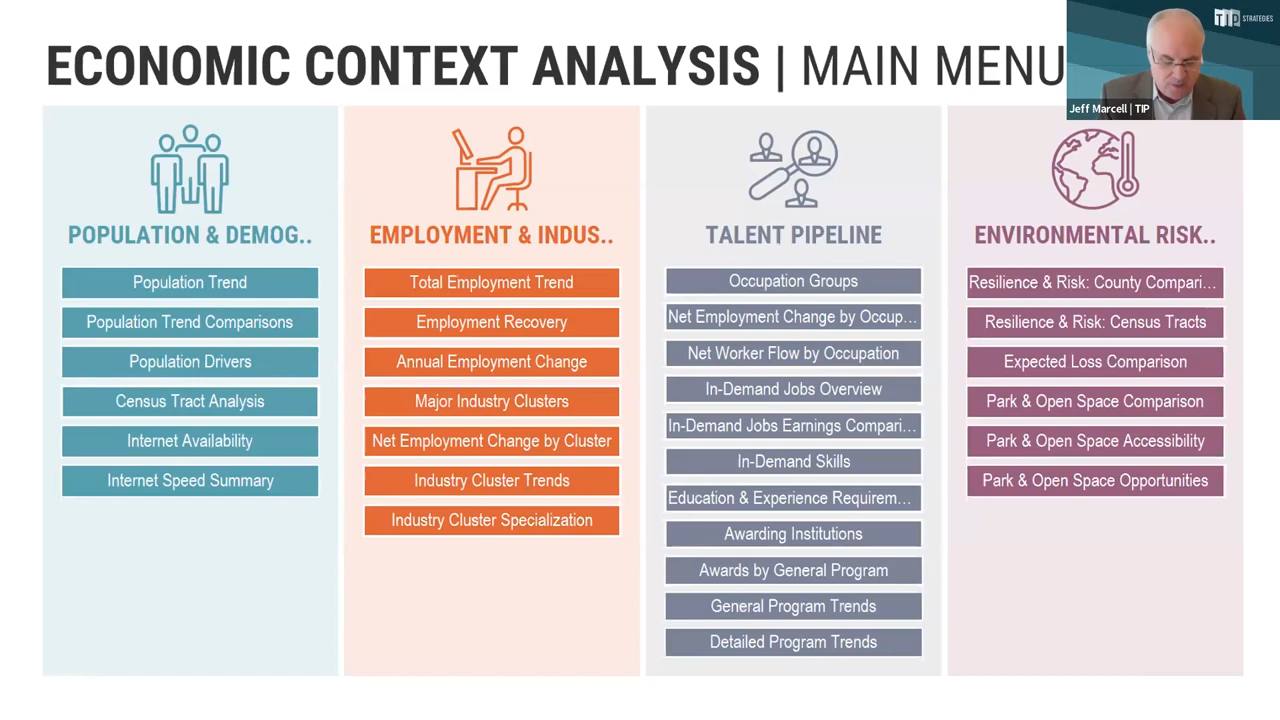 ECONOMIC CONTEXT ANALYSIS | MAIN MENU
TIP STRATEGIES
Jeff Marcell | TIP
POPULATION & DEMOG..
Population Trend
Population Trend Comparisons
Population Drivers
Census Tract Analysis
Internet Availability
Internet Speed Summary
EMPLOYMENT & INDUS..
Total Employment Trend
Employment Recovery
Annual Employment Change
Major Industry Clusters
Net Employment Change by Cluster
Industry Cluster Trends
Industry Cluster Specialization
TALENT PIPELINE
Occupation Groups
Net Employment Change by Occup...
Net Worker Flow by Occupation
In-Demand Jobs Overview
In-Demand Jobs Earnings Compari...
In-Demand Skills
Education & Experience Requirem...
Awarding Institutions
Awards by General Program
General Program Trends
Detailed Program Trends
ENVIRONMENTAL RISK..
Resilience & Risk: County Compari...
Resilience & Risk: Census Tracts
Expected Loss Comparison
Park & Open Space Comparison
Park & Open Space Accessibility
Park & Open Space Opportunities